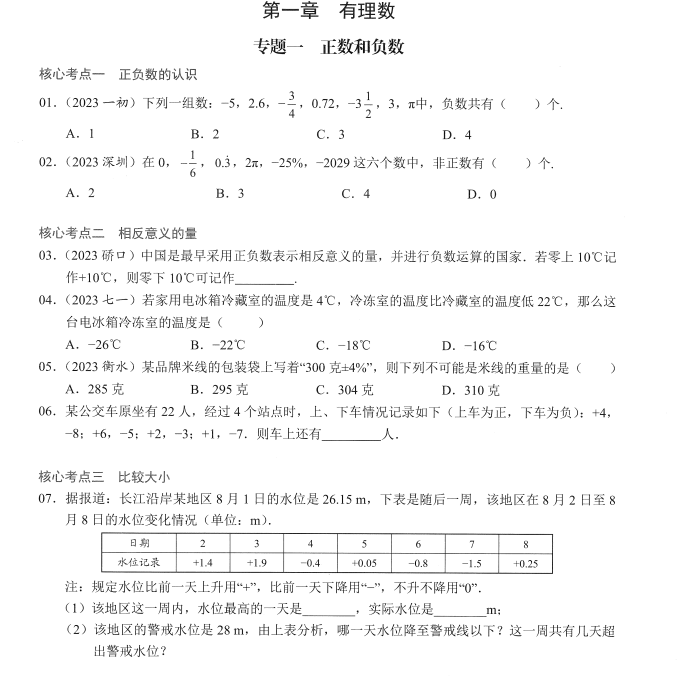 第一章　有理数
专题一　正数和负数
核心考点一　正负数的认识
01．（2023 一初）下列一组数：−5，2.6，−3/4，0.72，−3 1/2，3，π中，负数共有（　　）个.
A．1　B．2　C．3　D．4
02．（2023 深圳）在 0，−1/6，0.3̇，2π，−25%，−2029 这六个数中，非正数有（　　）个.
A．2　B．3　C．4　D．0
核心考点二　相反意义的量
03．（2023 硚口）中国是最早采用正负数表示相反意义的量，并进行负数运算的国家．若零上 10℃记
作+10℃，则零下 10℃可记作_________.
04．（2023 七一）若家用电冰箱冷藏室的温度是 4℃，冷冻室的温度比冷藏室的温度低 22℃，那么这
台电冰箱冷冻室的温度是（　　）
A．−26℃　B．−22℃　C．−18℃　D．−16℃
05．（2023 衡水）某品牌米线的包装袋上写着“300 克±4%”，则下列不可能是米线的重量的是（　　）
A．285 克　B．295 克　C．304 克　D．310 克
06．某公交车原坐有 22 人，经过 4 个站点时，上、下车情况记录如下（上车为正，下车为负）：+4，
−8；+6，−5；+2，−3；+1，−7．则车上还有_________人．
核心考点三　比较大小
07．据报道：长江沿岸某地区 8 月 1 日的水位是 26.15 m，下表是随后一周，该地区在 8 月 2 日至 8
月 8 日的水位变化情况（单位：m）．
日期　2　3　4　5　6　7　8
水位记录　+1.4　+1.9　−0.4　+0.05　−0.8　−1.5　+0.25
注：规定水位比前一天上升用“+”，比前一天下降用“−”，不升不降用“0”．
（1）该地区这一周内，水位最高的一天是________，实际水位是________m；
（2）该地区的警戒水位是 28 m，由上表分析，哪一天水位降至警戒线以下？这一周共有几天超
出警戒水位？